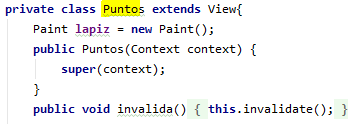 private class Puntos extends View{
Paint lapiz = new Paint();
public Puntos(Context context) {
super(context);
}
public void invalida() { this.invalidate(); }